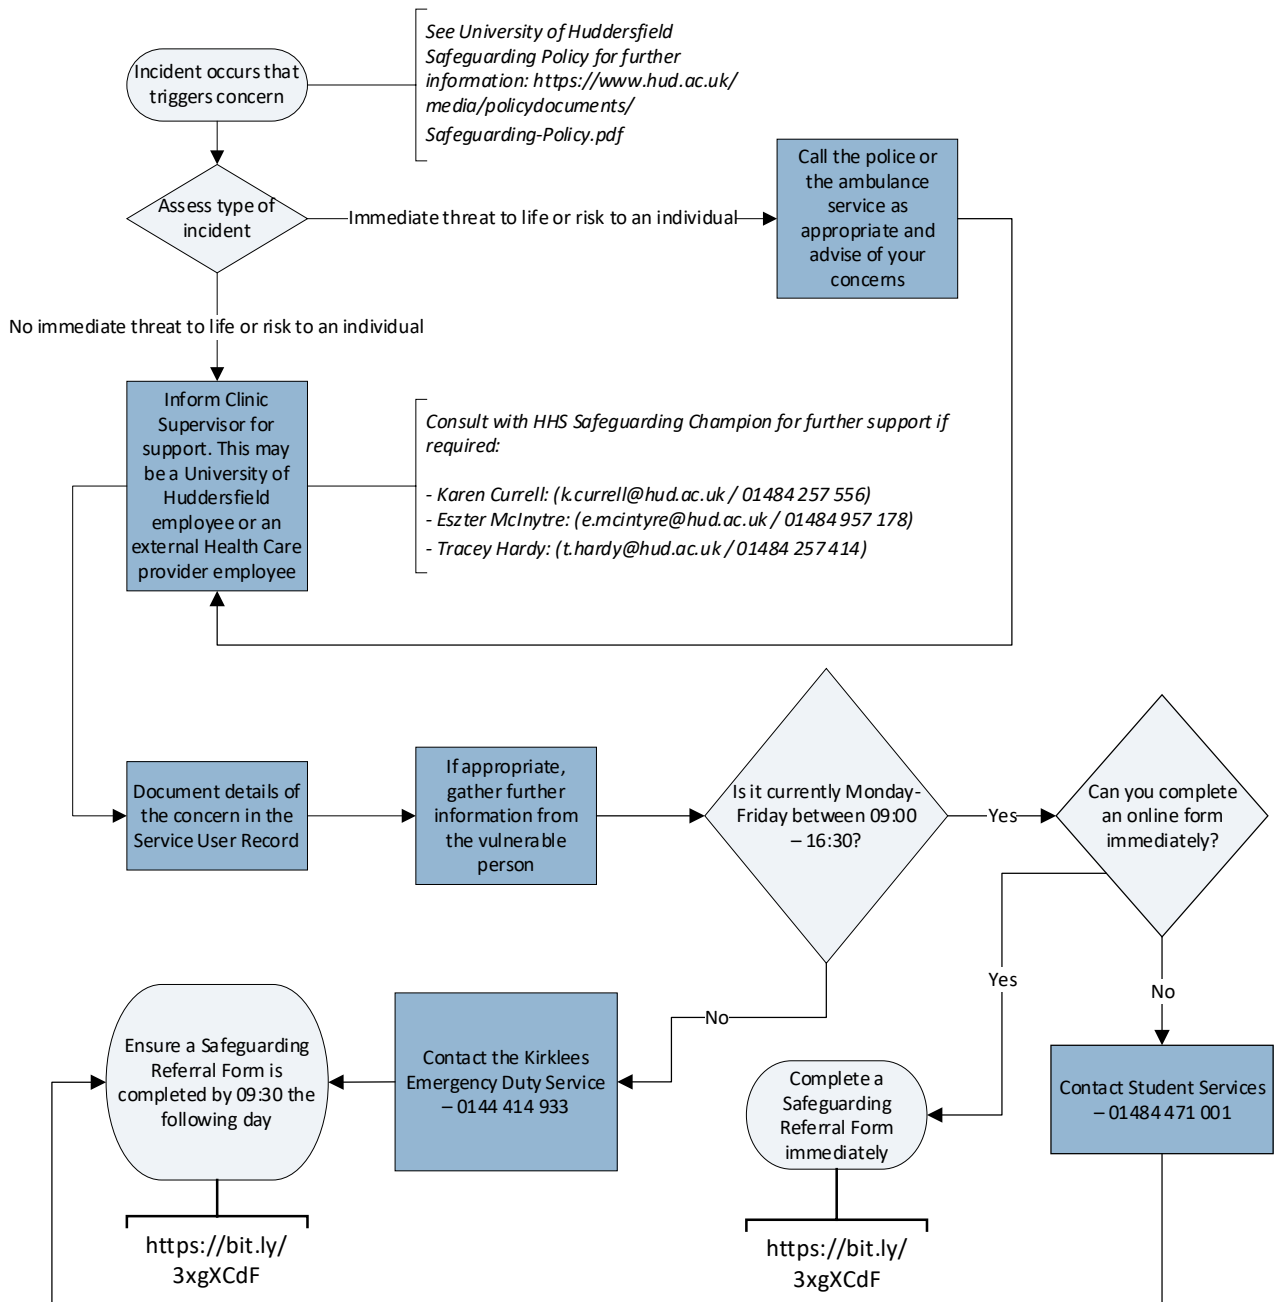 Incident occurs that
triggers concern
See University of Huddersfield
Safeguarding Policy for further
information: https://www.hud.ac.uk/
media/policydocuments/
Safeguarding-Policy.pdf
Assess type of
incident
Immediate threat to life or risk to an individual
Call the police or
the ambulance
service as
appropriate and
advise of your
concerns
No immediate threat to life or risk to an individual
Inform Clinic
Supervisor for
support. This may
be a University of
Huddersfield
employee or an
external Health Care
provider employee
Consult with HHS Safeguarding Champion for further support if
required:
- Karen Currell: (k.currell@hud.ac.uk / 01484 257 556)
- Eszter McInytre: (e.mcintyre@hud.ac.uk / 01484 957 178)
- Tracey Hardy: (t.hardy@hud.ac.uk / 01484 257 414)
Document details of
the concern in the
Service User Record
If appropriate,
gather further
information from
the vulnerable
person
Is it currently Monday-
Friday between 09:00
– 16:30?
Yes
Can you complete
an online form
immediately?
Yes
No
No
Ensure a Safeguarding
Referral Form is
completed by 09:30 the
following day
Contact the Kirklees
Emergency Duty Service
– 0144 414 933
Complete a
Safeguarding
Referral Form
immediately
Contact Student Services
– 01484 471 001
https://bit.ly/
3xgXCdF
https://bit.ly/
3xgXCdF